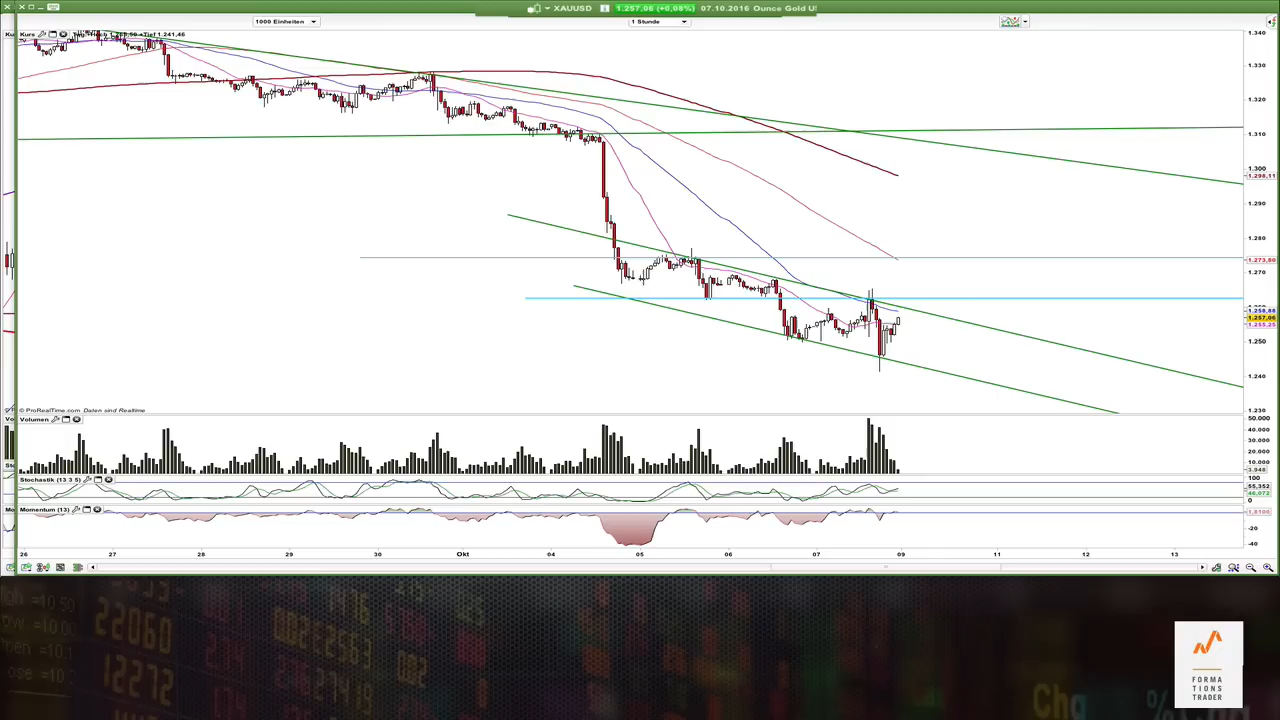 XAUUSD 1.257,06 (+0,08%) 07.10.2016 Ounce Gold U!
1000 Einheiten
1 Stunde
Kurs
1.340
1.330
1.320
1.310
1.300
1.298,11
1.290
1.280
1.273,80
1.270
1.258,88
1.257,06
1.255,25
1.250
1.240
1.230
© ProRealTime.com Daten sind Realtime
Volumen
50.000
40.000
30.000
20.000
10.000
3.948
Stochastik (13 3 5)
100
55,352
46,072
0
Momentum (13)
-20
-40
26 27 28 29 30 Okt 04 05 06 07 09 11 12 13
22060
12272
FORMA
TIONS
TRADER